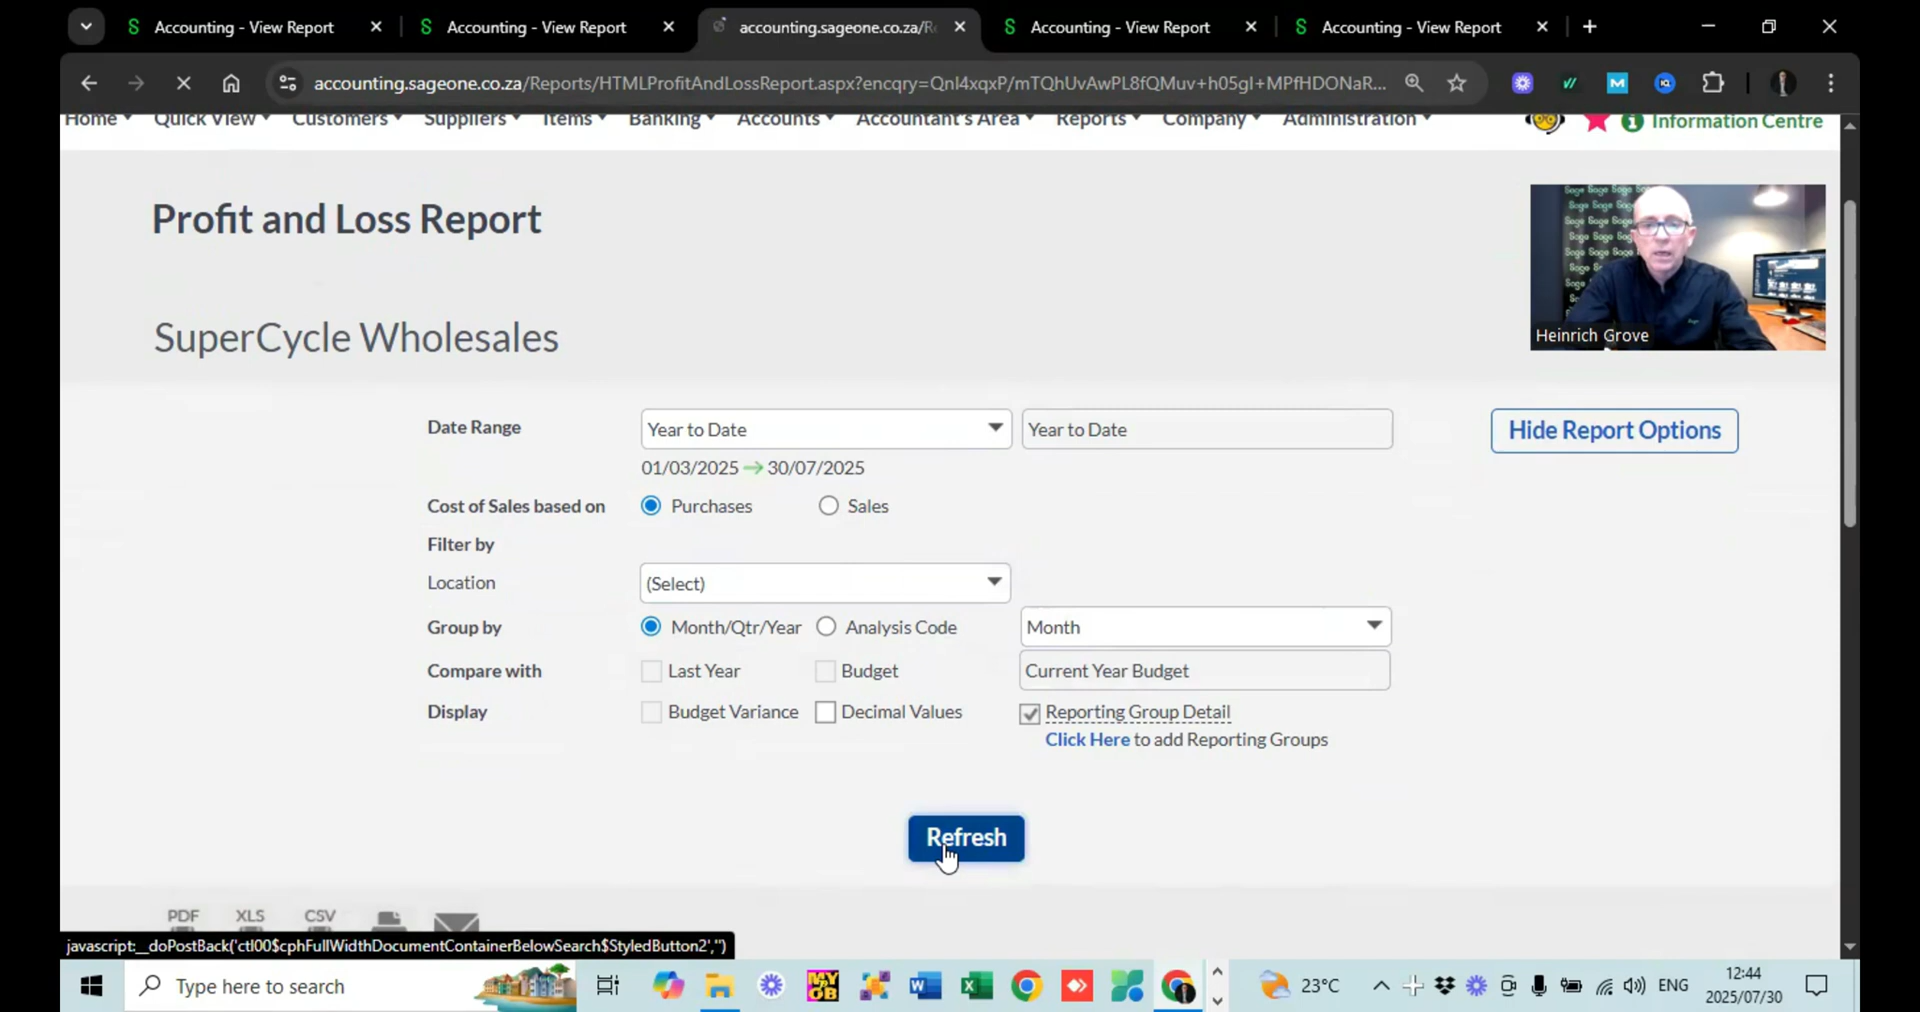 Accounting - View Report
Accounting - View Report
accounting.sageone.co.za/Re
Accounting - View Report
Accounting - View Report
accounting.sageone.co.za/Reports/HTMLProfitAndLossReport.aspx?encqry=Qnl4xqxP/mTQhUvAwPL8fQMuv+h05gI+MPfHDONaR...
Home Quick View Customers Suppliers Items Banking Accounts Accountant's Area Reports Company Administration Information Centre
Profit and Loss Report
SuperCycle Wholesales
Heinrich Grove
Date Range Year to Date Year to Date Hide Report Options
01/03/2025 30/07/2025
Cost of Sales based on Purchases Sales
Filter by
Location (Select)
Group by Month/Qtr/Year Analysis Code Month
Compare with Last Year Budget Current Year Budget
Display Budget Variance Decimal Values Reporting Group Detail
Click Here to add Reporting Groups
Refresh
PDF XLS CSV
javascript:__doPostBack('ctl00$cphFullWidthDocumentContainerBelowSearch$StyledButton2','')
Type here to search
MYOB
23°C
ENG
12:44
2025/07/30